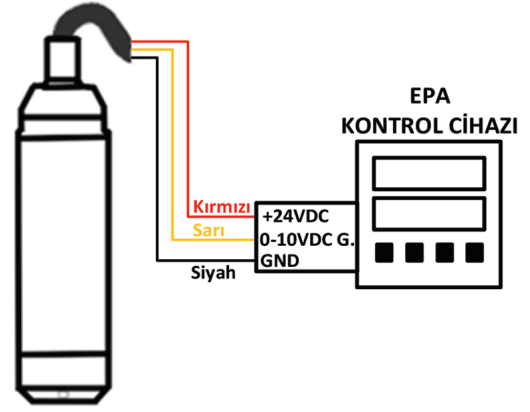 EPA
KONTROL CİHAZI
Kırmızı
+24VDC
Sarı
0-10VDC G.
Siyah
GND